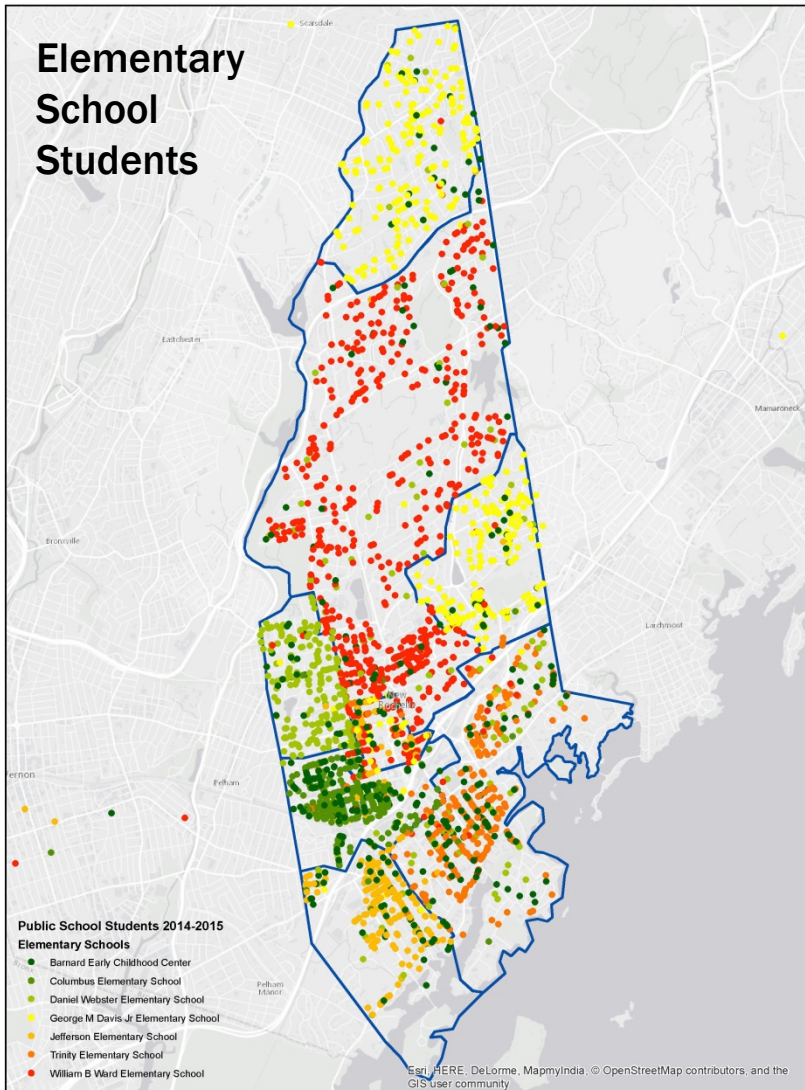 Elementary
School
Students
Scarsdale
Eastchester
Mamaroneck
Bronxville
Larchmont
New
Rochelle
Pelham
Pelham
Manor
Public School Students 2014-2015
Elementary Schools
Barnard Early Childhood Center
Columbus Elementary School
Daniel Webster Elementary School
George M Davis Jr Elementary School
Jefferson Elementary School
Trinity Elementary School
William B Ward Elementary School
Esri, HERE, DeLorme, MapmyIndia, © OpenStreetMap contributors, and the
GIS user community